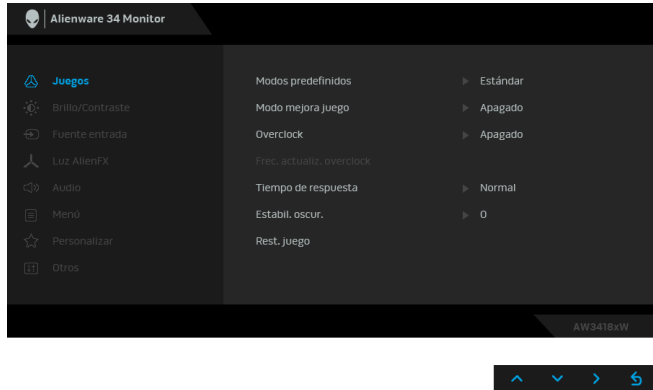 Alienware 34 Monitor
Juegos
Modos predefinidos Estándar
Brillo/Contraste
Modo mejora juego Apagado
Fuente entrada
Overclock Apagado
Luz AlienFX
Frec. actualiz. overclock
Audio
Tiempo de respuesta Normal
Menú
Estabil. oscur. 0
Personalizar
Rest. juego
Otros
AW3418xW